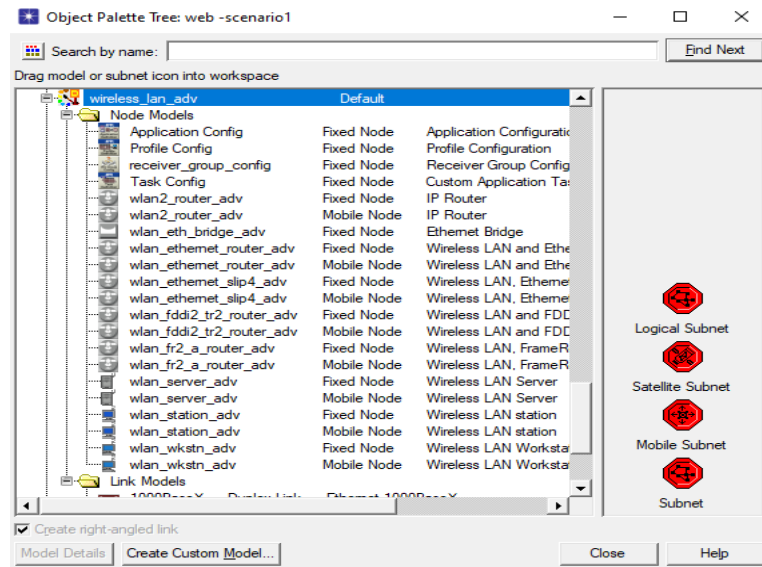 Object Palette Tree: web -scenario1
Search by name:
Find Next
Drag model or subnet icon into workspace
wireless_lan_adv Default
Node Models
Application Config Fixed Node Application Configuratic
Profile Config Fixed Node Profile Configuration
receiver_group_config Fixed Node Receiver Group Config
Task Config Fixed Node Custom Application Ta
wlan2_router_adv Fixed Node IP Router
wlan2_router_adv Mobile Node IP Router
wlan_eth_bridge_adv Fixed Node Ethernet Bridge
wlan_ethernet_router_adv Fixed Node Wireless LAN and Ethe
wlan_ethernet_router_adv Mobile Node Wireless LAN and Ethe
wlan_ethernet_slip4_adv Fixed Node Wireless LAN, Etherne
wlan_ethernet_slip4_adv Mobile Node Wireless LAN, Etherne
wlan_fddi2_tr2_router_adv Fixed Node Wireless LAN and FDD
wlan_fddi2_tr2_router_adv Mobile Node Wireless LAN and FDD
wlan_fr2_a_router_adv Fixed Node Wireless LAN, FrameR
wlan_fr2_a_router_adv Mobile Node Wireless LAN, FrameR
wlan_server_adv Fixed Node Wireless LAN Server
wlan_server_adv Mobile Node Wireless LAN Server
wlan_station_adv Fixed Node Wireless LAN station
wlan_station_adv Mobile Node Wireless LAN station
wlan_wkstn_adv Fixed Node Wireless LAN Worksta
wlan_wkstn_adv Mobile Node Wireless LAN Worksta
Link Models
1000BaseX Duplex Link Ethernet 1000BaseX
Logical Subnet
Satellite Subnet
Mobile Subnet
Subnet
Create right-angled link
Model Details
Create Custom Model...
Close
Help